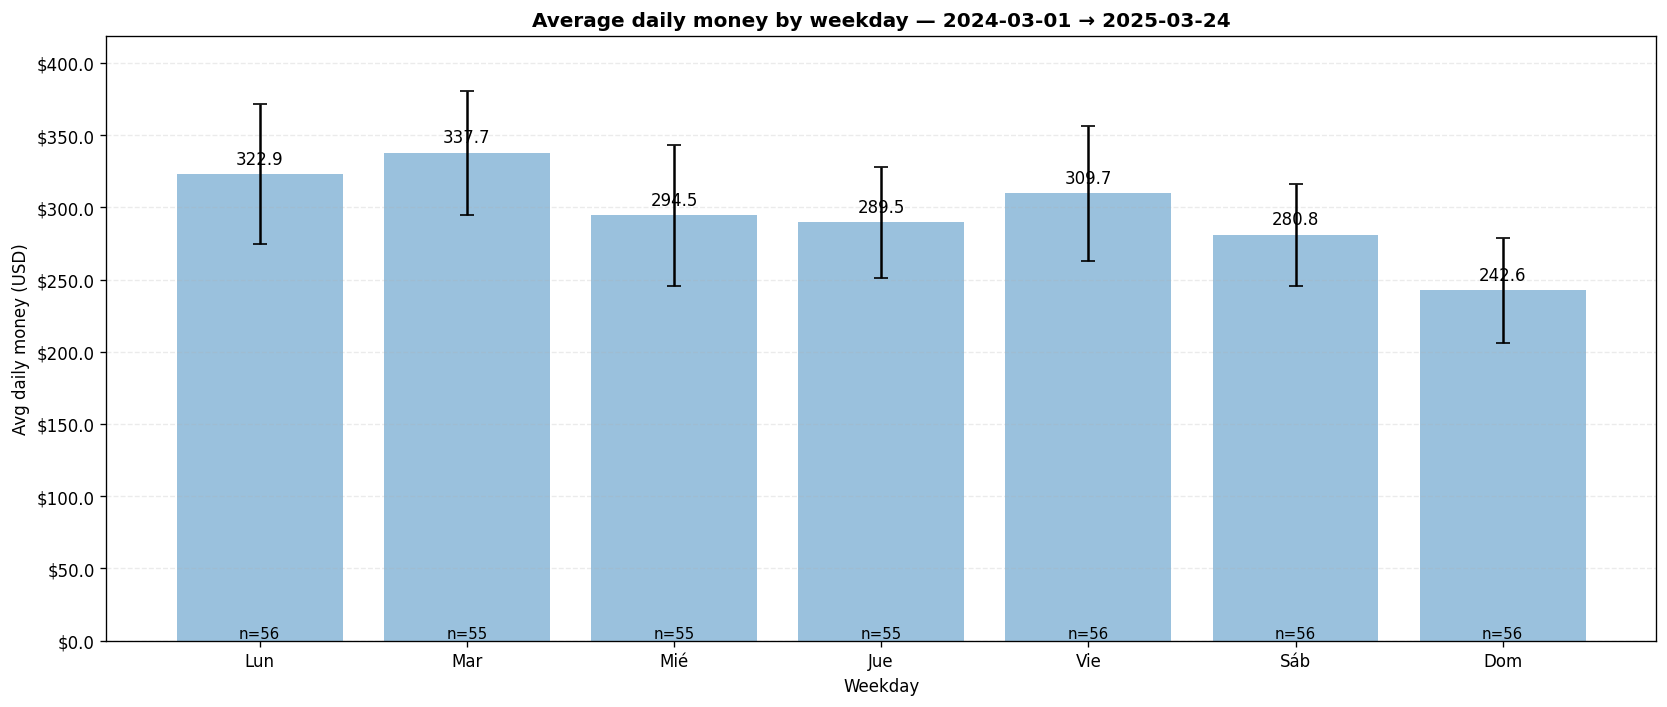 Average daily money by weekday — 2024-03-01 → 2025-03-24
Avg daily money (USD)
$400.0
$350.0
$300.0
$250.0
$200.0
$150.0
$100.0
$50.0
$0.0
322.9
337.7
294.5
289.5
309.7
280.8
242.6
n=56
n=55
n=55
n=55
n=56
n=56
n=56
Lun
Mar
Mié
Jue
Vie
Sáb
Dom
Weekday